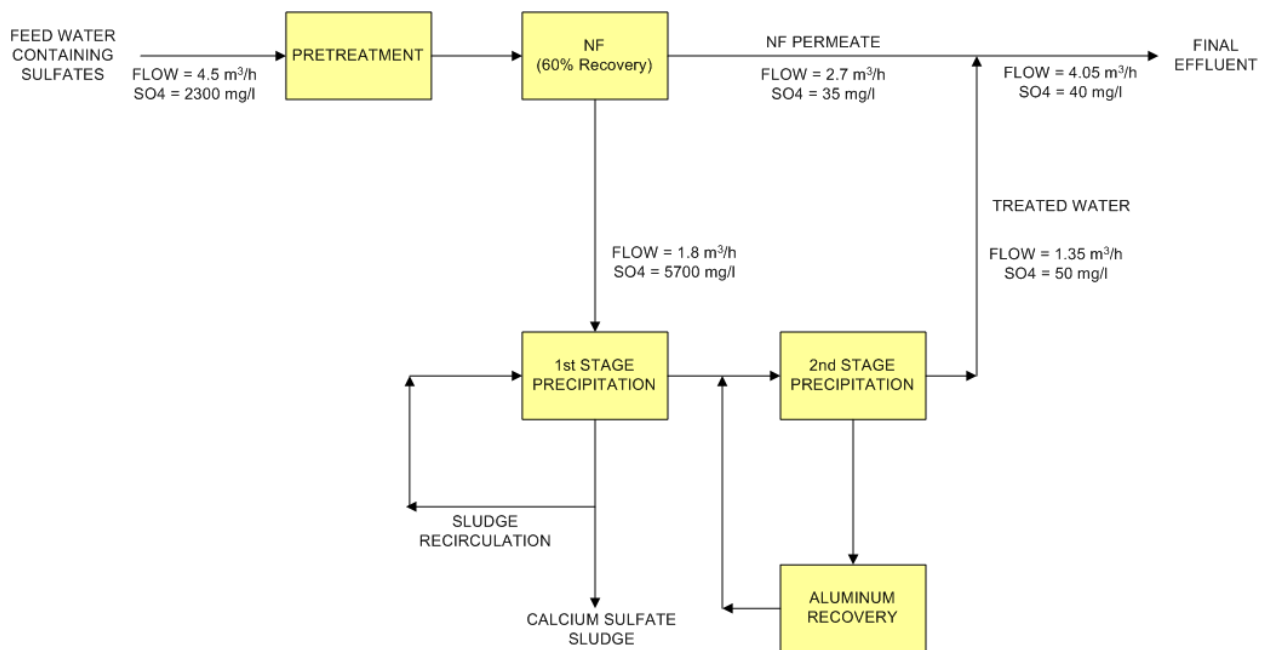 FEED WATER
CONTAINING
SULFATES
FLOW = 4.5 m³/h
SO4 = 2300 mg/l
PRETREATMENT
NF
(60% Recovery)
NF PERMEATE
FLOW = 2.7 m³/h
SO4 = 35 mg/l
FLOW = 4.05 m³/h
SO4 = 40 mg/l
FINAL
EFFLUENT
TREATED WATER
FLOW = 1.35 m³/h
SO4 = 50 mg/l
FLOW = 1.8 m³/h
SO4 = 5700 mg/l
1st STAGE
PRECIPITATION
2nd STAGE
PRECIPITATION
SLUDGE
RECIRCULATION
CALCIUM SULFATE
SLUDGE
ALUMINUM
RECOVERY